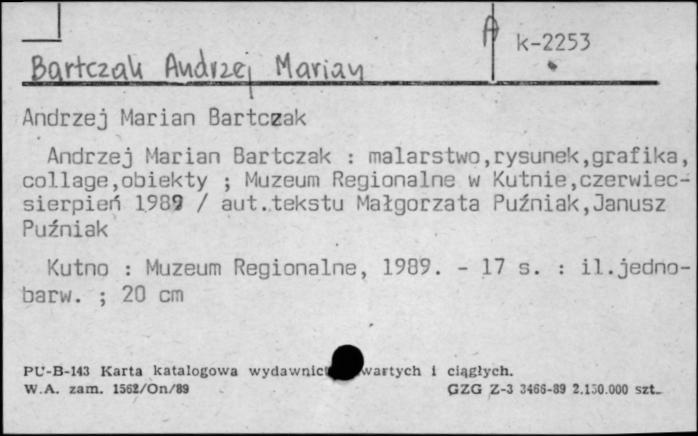 A
k-2253
Bartczak Andrzej Marian
Andrzej Marian Bartczak
Andrzej Marian Bartczak : malarstwo,rysunek,grafika,
collage,obiekty ; Muzeum Regionalne w Kutnie,czerwiec-
sierpień 1989 / aut.tekstu Małgorzata Puźniak,Janusz
Puźniak
Kutno : Muzeum Regionalne, 1989. - 17 s. : il.jedno-
barw. ; 20 cm
PU-B-143 Karta katalogowa wydawnic wartych i ciągłych.
W.A. zam. 1562/On/89
GZG Z-3 3466-89 2.150.000 szt.